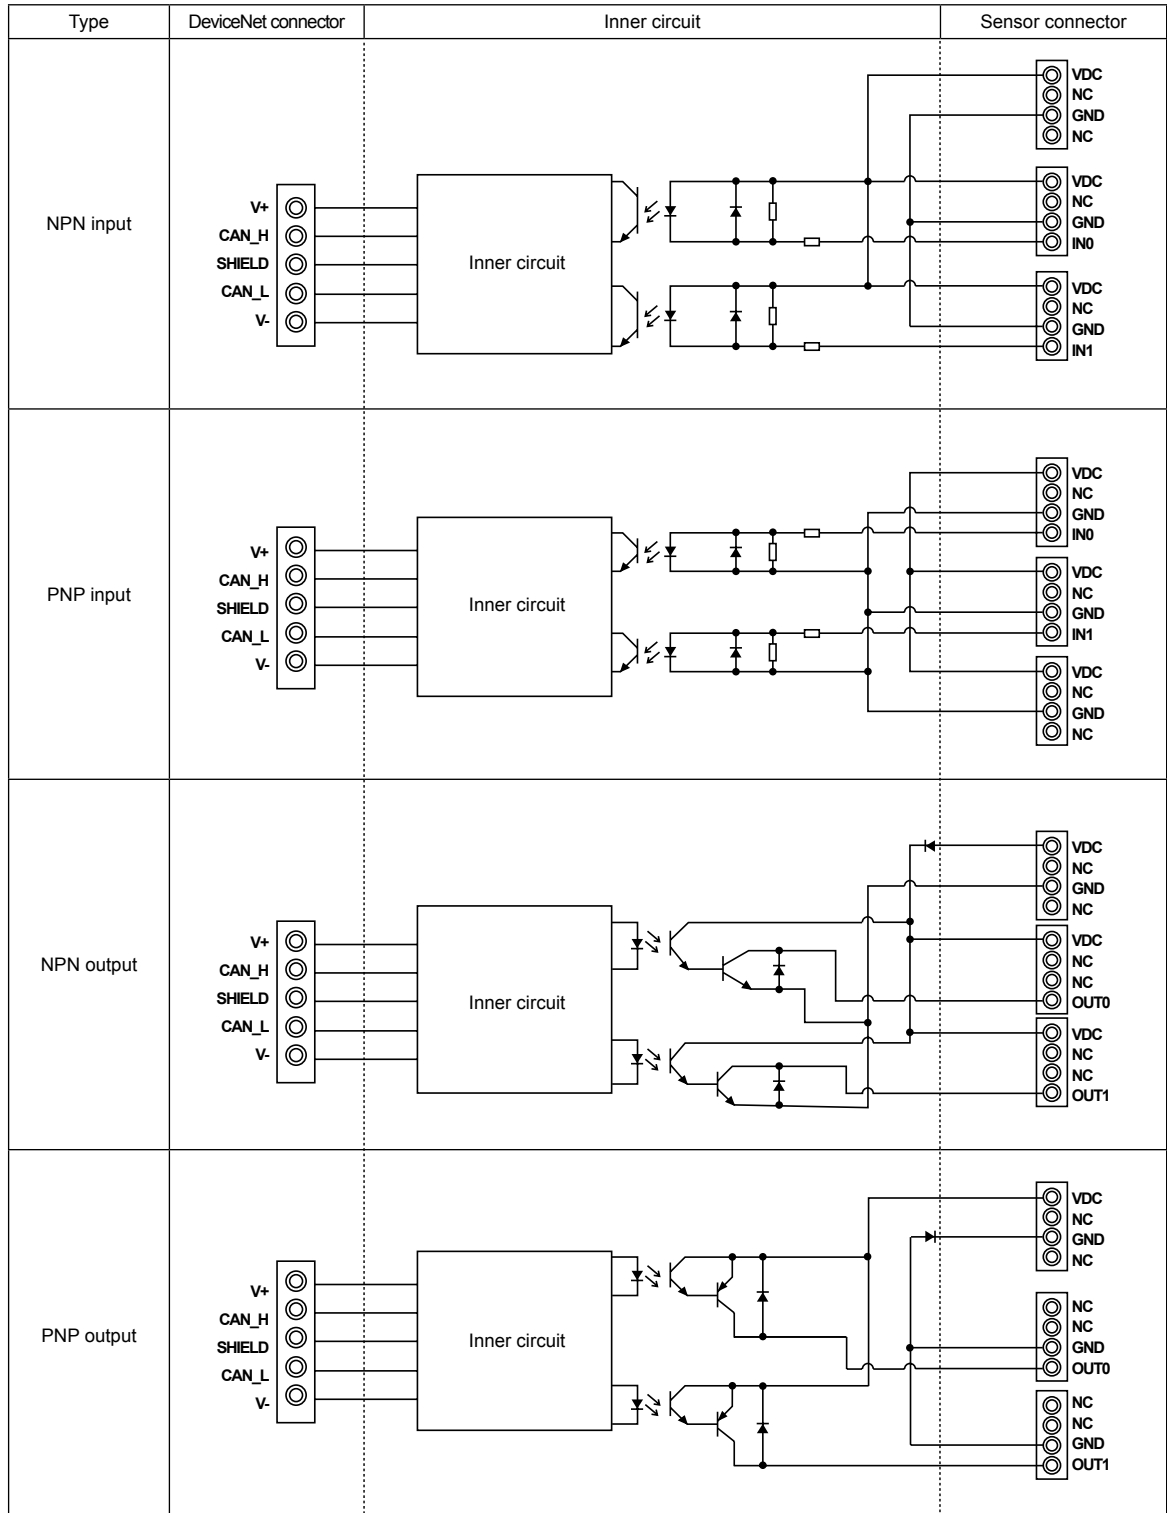 Type DeviceNet connector Inner circuit Sensor connector
NPN input
V+
CAN_H
SHIELD
CAN_L
V-
Inner circuit
VDC
NC
GND
NC
VDC
NC
GND
IN0
VDC
NC
GND
IN1
PNP input
V+
CAN_H
SHIELD
CAN_L
V-
Inner circuit
VDC
NC
GND
IN0
VDC
NC
GND
IN1
VDC
NC
GND
NC
NPN output
V+
CAN_H
SHIELD
CAN_L
V-
Inner circuit
VDC
NC
GND
NC
VDC
NC
NC
OUT0
VDC
NC
NC
OUT1
PNP output
V+
CAN_H
SHIELD
CAN_L
V-
Inner circuit
VDC
NC
GND
NC
NC
NC
GND
OUT0
NC
NC
GND
OUT1